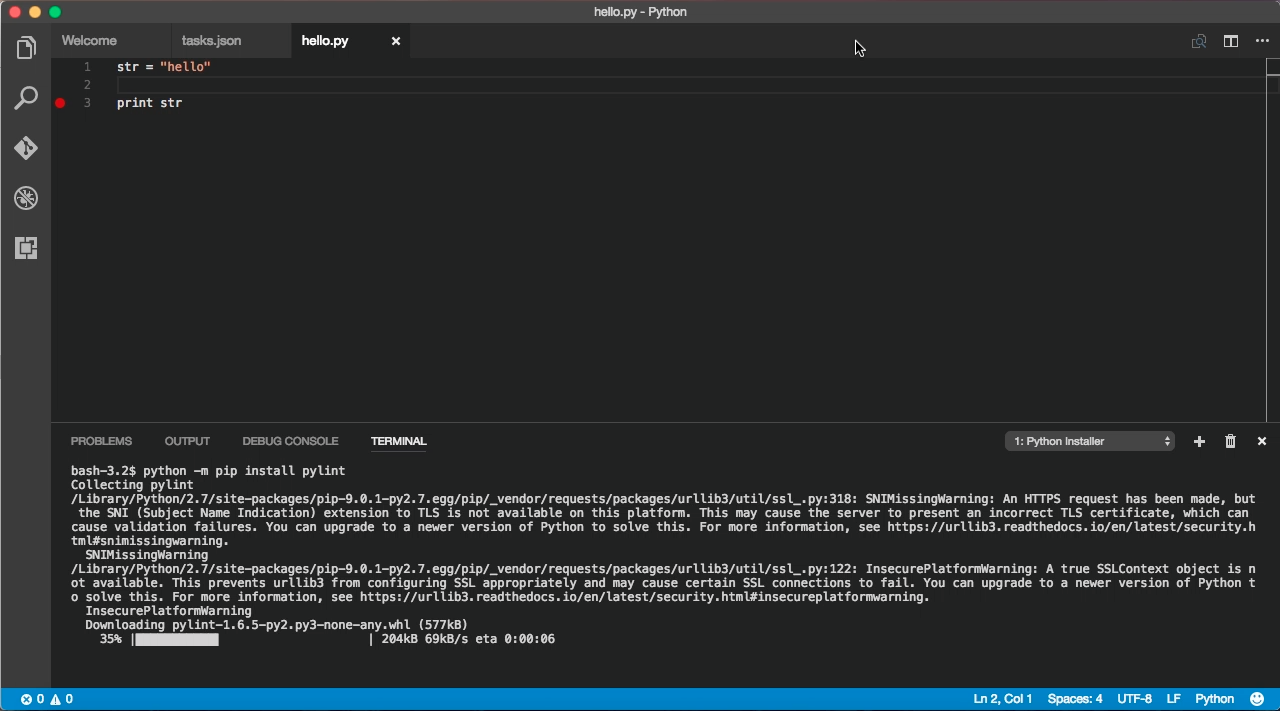 hello.py - Python
Welcome
tasks.json
hello.py
1 str = "hello"
2
3 print str
PROBLEMS
OUTPUT
DEBUG CONSOLE
TERMINAL
1: Python Installer
bash-3.2$ python -m pip install pylint
Collecting pylint
/Library/Python/2.7/site-packages/pip-9.0.1-py2.7.egg/pip/_vendor/requests/packages/urllib3/util/ssl_.py:318: SNIMissingWarning: An HTTPS request has been made, but
the SNI (Subject Name Indication) extension to TLS is not available on this platform. This may cause the server to present an incorrect TLS certificate, which can
cause validation failures. You can upgrade to a newer version of Python to solve this. For more information, see https://urllib3.readthedocs.io/en/latest/security.h
tml#snimissingwarning.
SNIMissingWarning
/Library/Python/2.7/site-packages/pip-9.0.1-py2.7.egg/pip/_vendor/requests/packages/urllib3/util/ssl_.py:122: InsecurePlatformWarning: A true SSLContext object is n
ot available. This prevents urllib3 from configuring SSL appropriately and may cause certain SSL connections to fail. You can upgrade to a newer version of Python t
o solve this. For more information, see https://urllib3.readthedocs.io/en/latest/security.html#insecureplatformwarning.
InsecurePlatformWarning
Downloading pylint-1.6.5-py2.py3-none-any.whl (577kB)
35% | | 204kB 69kB/s eta 0:00:06
0 0
Ln 2, Col 1
Spaces: 4
UTF-8
LF
Python